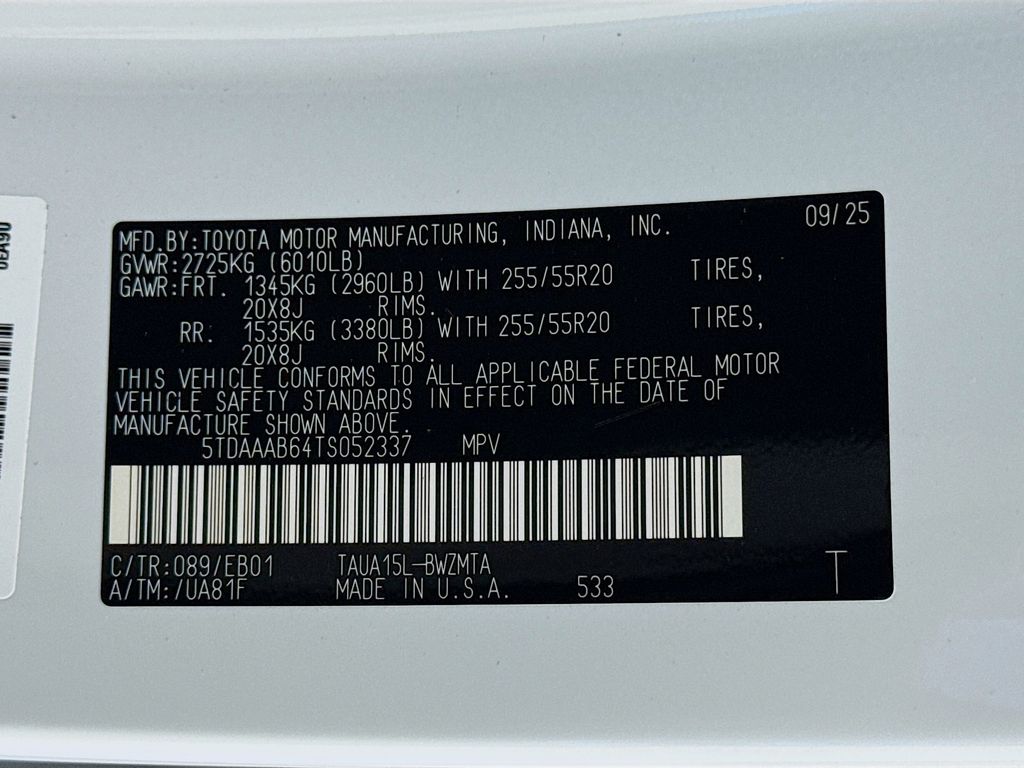 09/25
MFD.BY:TOYOTA MOTOR MANUFACTURING, INDIANA, INC.
GVWR:2725KG (6010LB)
GAWR:FRT. 1345KG (2960LB) WITH 255/55R20 TIRES,
20X8J RIMS.
RR: 1535KG (3380LB) WITH 255/55R20 TIRES,
20X8J RIMS.
THIS VEHICLE CONFORMS TO ALL APPLICABLE FEDERAL MOTOR
VEHICLE SAFETY STANDARDS IN EFFECT ON THE DATE OF
MANUFACTURE SHOWN ABOVE.
5TDAAAB64TS052337 MPV
C/TR:089/EB01 TAUA15L-BWZMTA
A/TM:/UA81F MADE IN U.S.A. 533 T